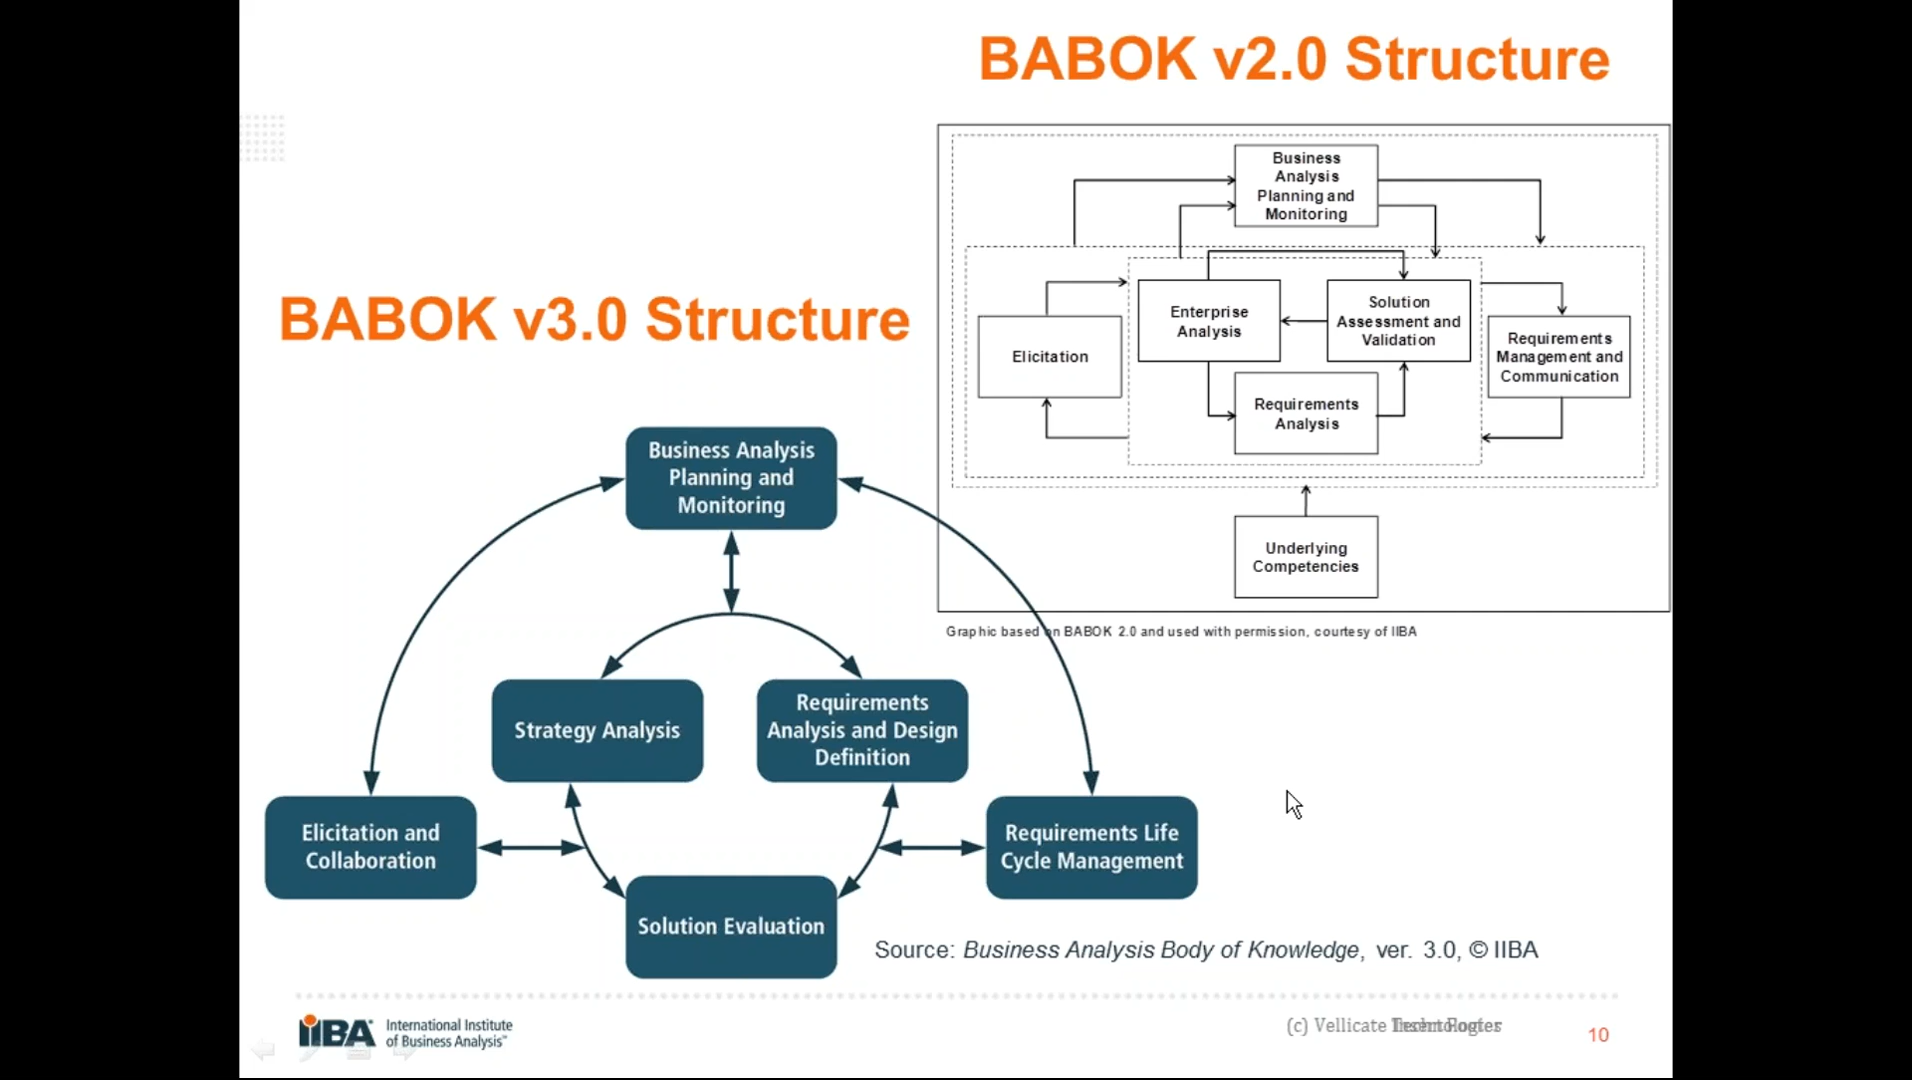 BABOK v2.0 Structure
Business
Analysis
Planning and
Monitoring
Enterprise
Analysis
Solution
Assessment and
Validation
Elicitation
Requirements
Management and
Communication
Requirements
Analysis
Underlying
Competencies
Graphic based on BABOK 2.0 and used with permission, courtesy of IIBA
BABOK v3.0 Structure
Business Analysis
Planning and
Monitoring
Strategy Analysis
Requirements
Analysis and Design
Definition
Elicitation and
Collaboration
Requirements Life
Cycle Management
Solution Evaluation
Source: Business Analysis Body of Knowledge, ver. 3.0, © IIBA
IIBA
International Institute
of Business Analysis™
(c) Vellicate
10